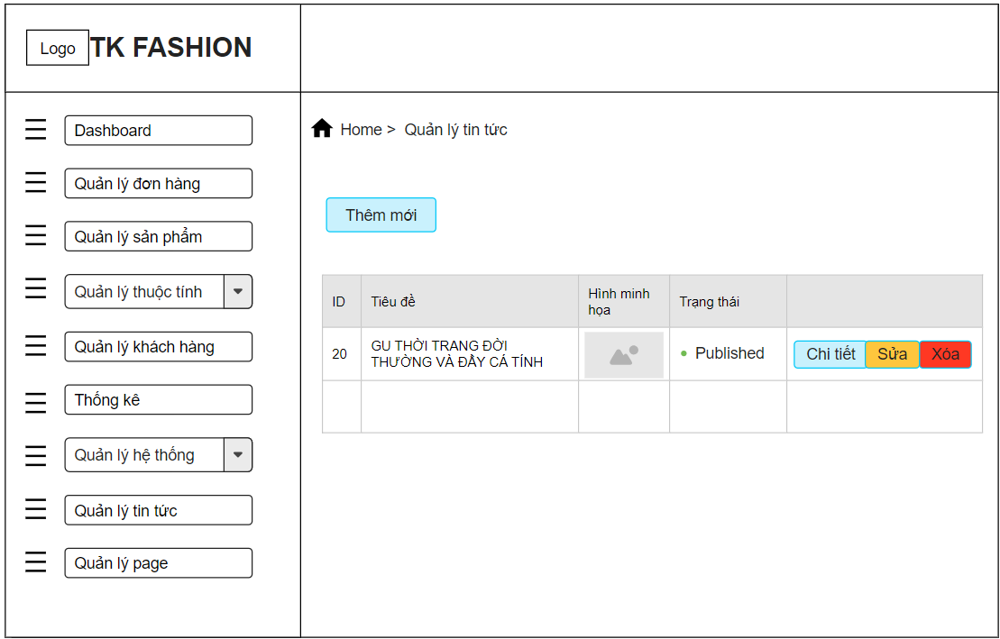 Logo
TK FASHION
Dashboard
Quản lý đơn hàng
Quản lý sản phẩm
Quản lý thuộc tính
Quản lý khách hàng
Thống kê
Quản lý hệ thống
Quản lý tin tức
Quản lý page
Home > Quản lý tin tức
Thêm mới
ID
Tiêu đề
Hình minh
họa
Trạng thái
20
GU THỜI TRANG ĐỜI
THƯỜNG VÀ ĐẦY CÁ TÍNH
Published
Chi tiết
Sửa
Xóa